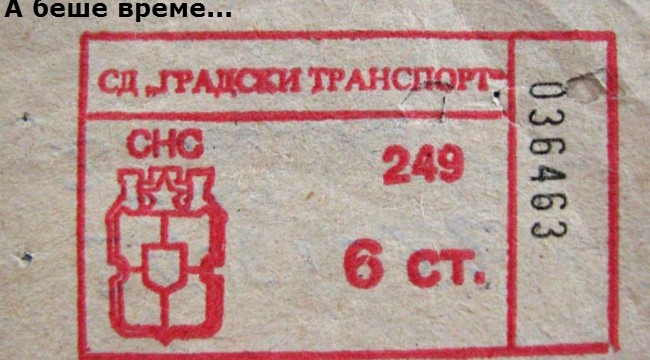 А беше време...
СД „ГРАДСКИ ТРАНСПОРТ“
СНС
249
6 СТ.
036463